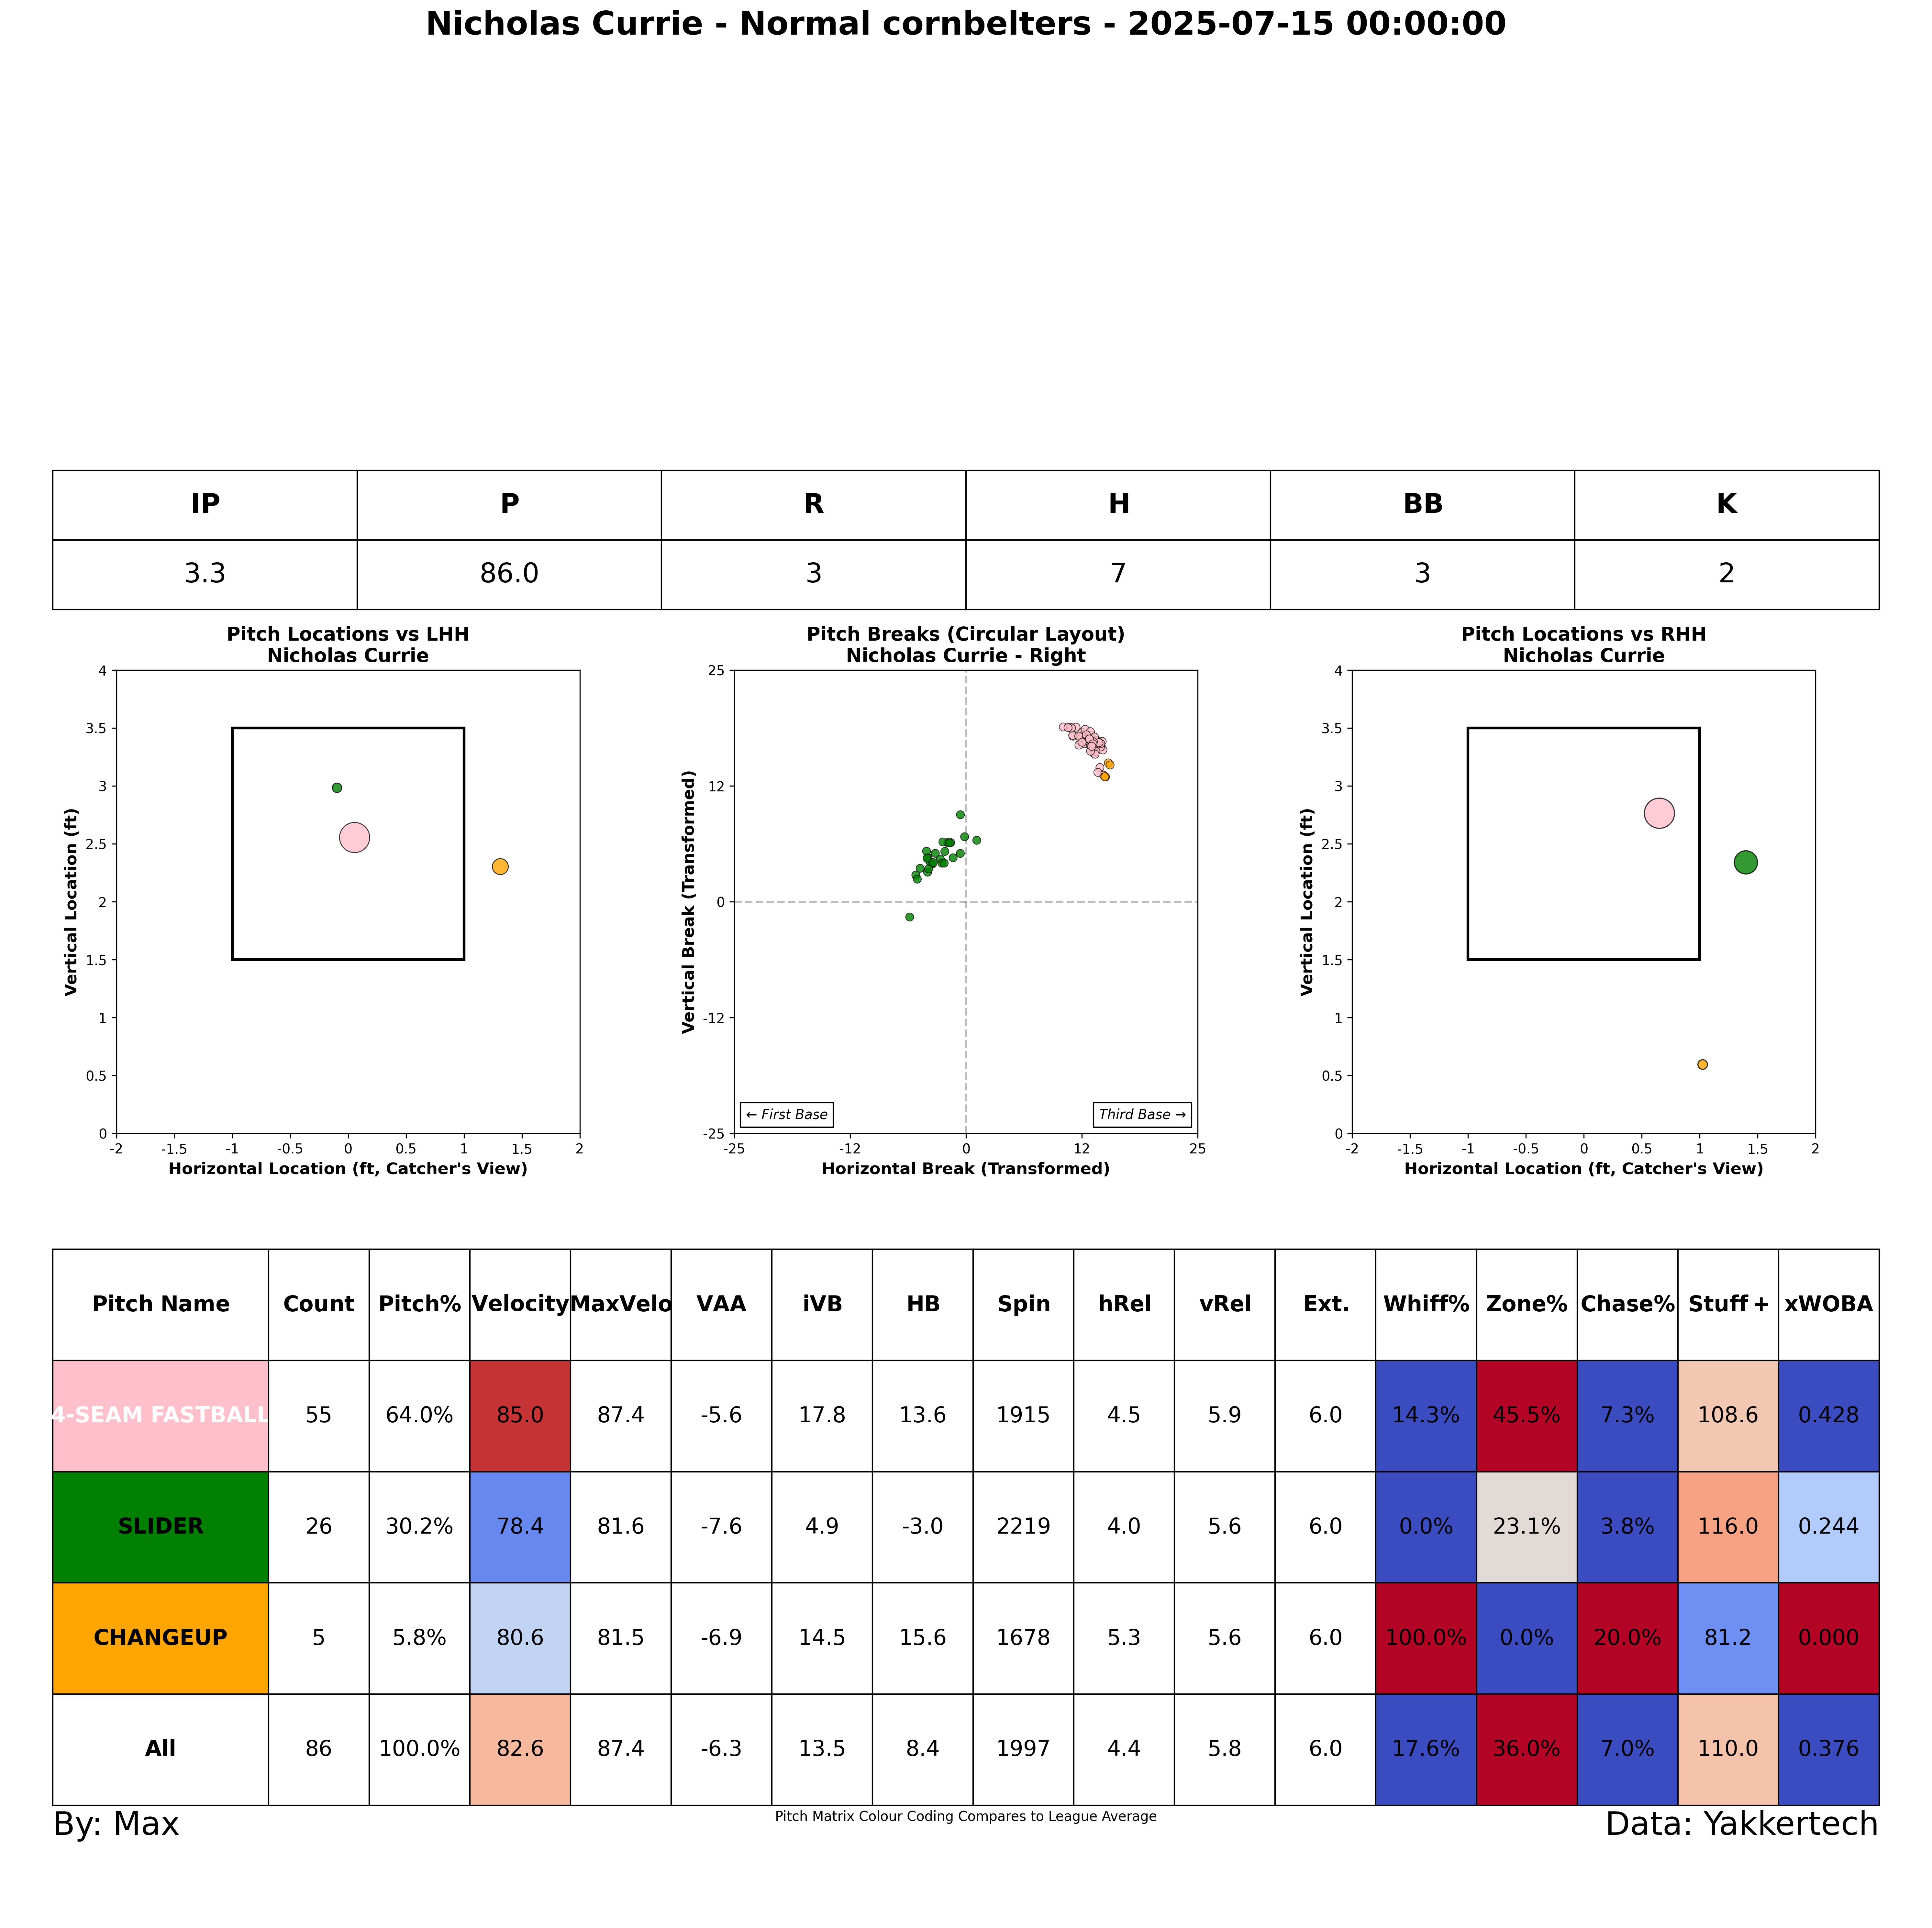 Nicholas Currie - Normal cornbelters - 2025-07-15 00:00:00
IP P R H BB K
3.3 86.0 3 7 3 2
Pitch Locations vs LHH
Nicholas Currie
4
3.5
3
2.5
2
1.5
1
0.5
0
-2 -1.5 -1 -0.5 0 0.5 1 1.5 2
Vertical Location (ft)
Horizontal Location (ft, Catcher's View)
Pitch Breaks (Circular Layout)
Nicholas Currie - Right
25
12
0
-12
-25
-25 -12 0 12 25
Vertical Break (Transformed)
← First Base
Third Base →
Horizontal Break (Transformed)
Pitch Locations vs RHH
Nicholas Currie
4
3.5
3
2.5
2
1.5
1
0.5
0
-2 -1.5 -1 -0.5 0 0.5 1 1.5 2
Vertical Location (ft)
Horizontal Location (ft, Catcher's View)
Pitch Name Count Pitch% Velocity MaxVelo VAA iVB HB Spin hRel vRel Ext. Whiff% Zone% Chase% Stuff+ xWOBA
4-SEAM FASTBALL 55 64.0% 85.0 87.4 -5.6 17.8 13.6 1915 4.5 5.9 6.0 14.3% 45.5% 7.3% 108.6 0.428
SLIDER 26 30.2% 78.4 81.6 -7.6 4.9 -3.0 2219 4.0 5.6 6.0 0.0% 23.1% 3.8% 116.0 0.244
CHANGEUP 5 5.8% 80.6 81.5 -6.9 14.5 15.6 1678 5.3 5.6 6.0 100.0% 0.0% 20.0% 81.2 0.000
All 86 100.0% 82.6 87.4 -6.3 13.5 8.4 1997 4.4 5.8 6.0 17.6% 36.0% 7.0% 110.0 0.376
By: Max
Pitch Matrix Colour Coding Compares to League Average
Data: Yakkertech